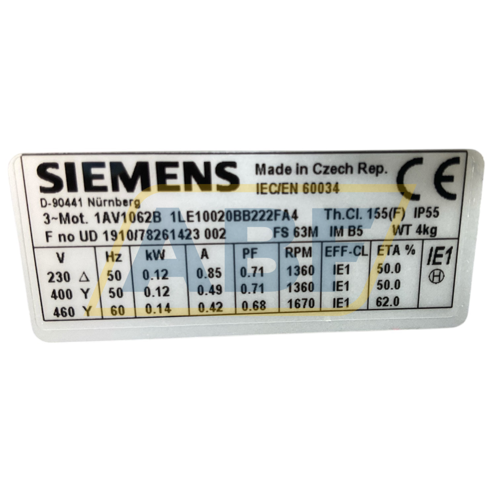 SIEMENS
Made in Czech Rep.
CE
D-90441 Nürnberg
IEC/EN 60034
3~Mot. 1AV1062B 1LE10020BB222FA4 Th.Cl. 155(F) IP55
F no UD 1910/78261423 002 FS 63M IM B5 WT 4kg
V Hz kW A PF RPM EFF-CL ETA % IE1
230 Δ 50 0.12 0.85 0.71 1360 IE1 50.0 H
400 Y 50 0.12 0.49 0.71 1360 IE1 50.0
460 Y 60 0.14 0.42 0.68 1670 IE1 62.0
ABF